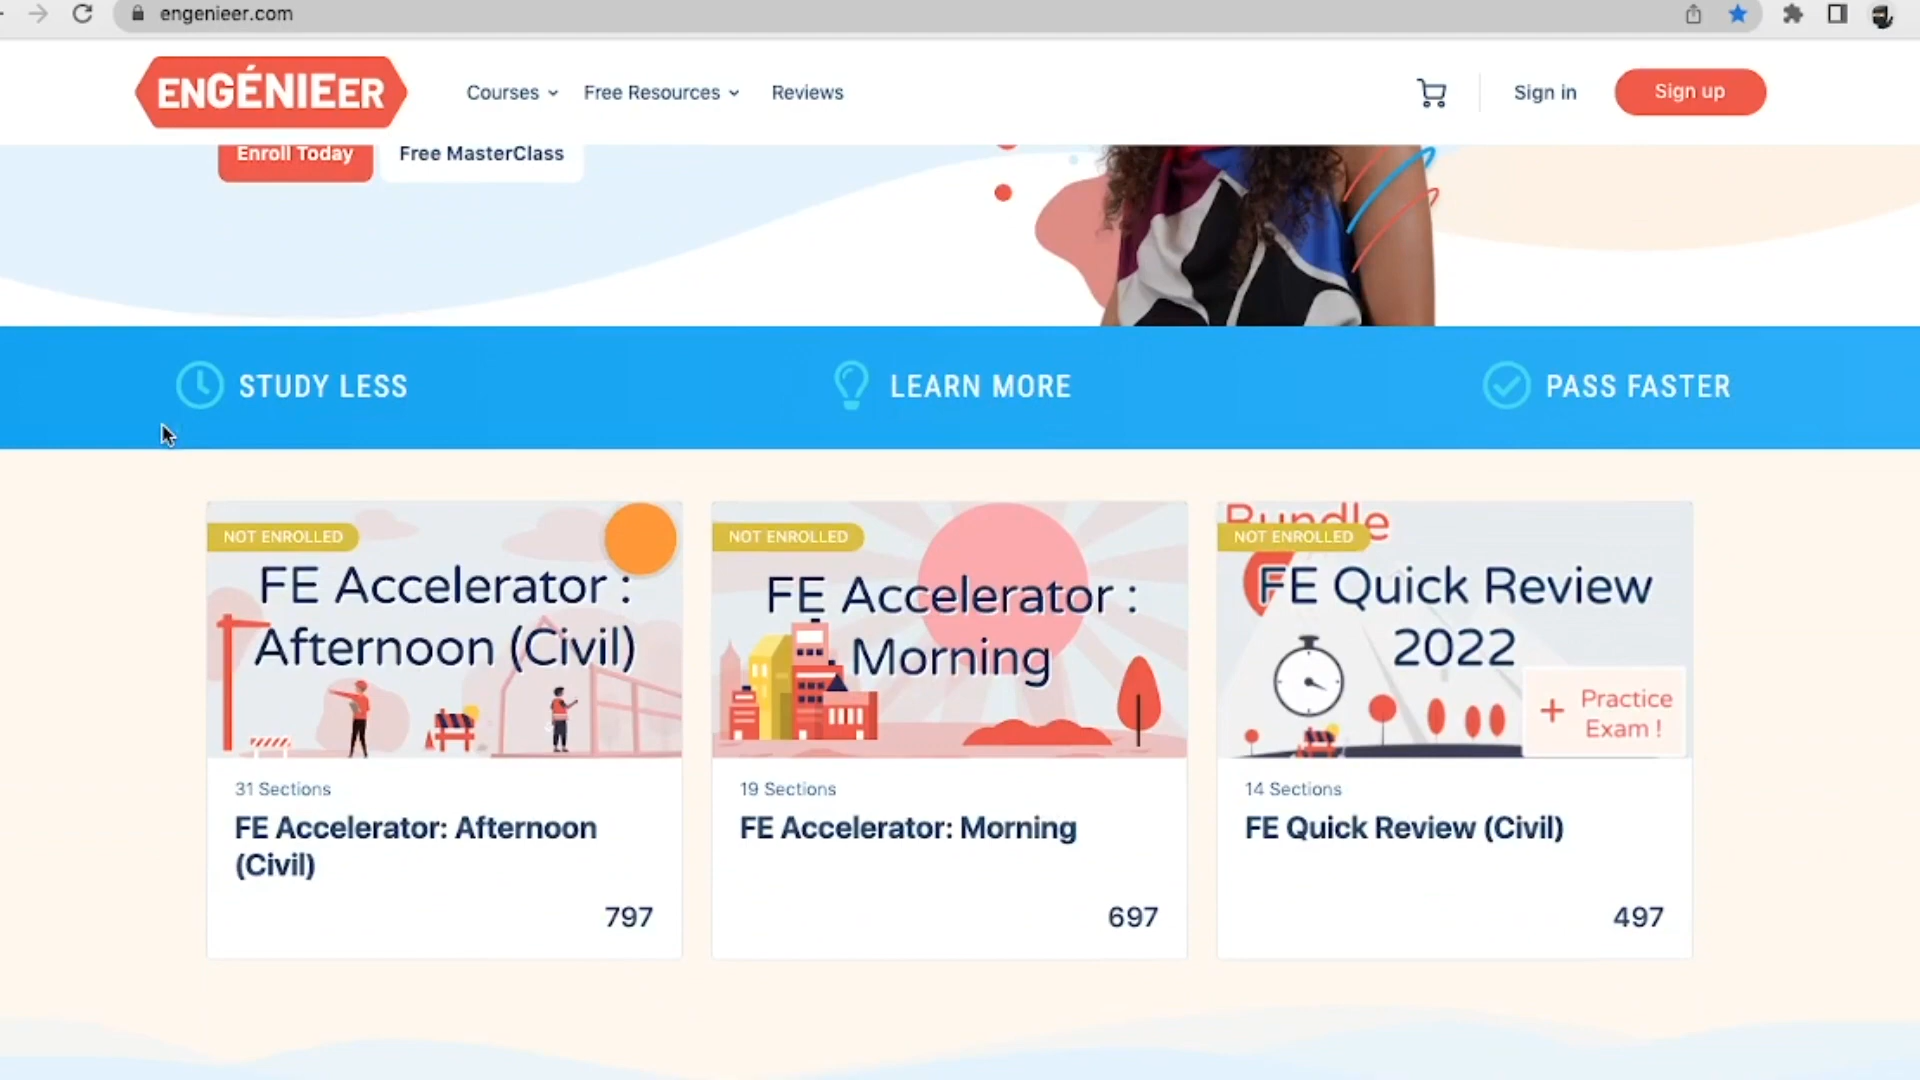 engenieer.com
ENGÉNIEER
Courses
Free Resources
Reviews
Sign in
Sign up
Enroll Today
Free MasterClass
STUDY LESS
LEARN MORE
PASS FASTER
NOT ENROLLED
FE Accelerator :
Afternoon (Civil)
31 Sections
FE Accelerator: Afternoon
(Civil)
797
NOT ENROLLED
FE Accelerator :
Morning
19 Sections
FE Accelerator: Morning
697
Bundle
NOT ENROLLED
FE Quick Review
2022
+ Practice
Exam !
14 Sections
FE Quick Review (Civil)
497